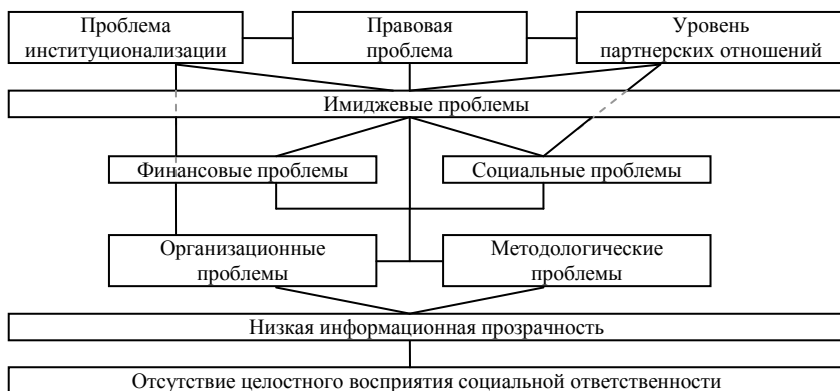 Проблема
институционализации
Правовая
проблема
Уровень
партнерских отношений
Имиджевые проблемы
Финансовые проблемы
Социальные проблемы
Организационные
проблемы
Методологические
проблемы
Низкая информационная прозрачность
Отсутствие целостного восприятия социальной ответственности